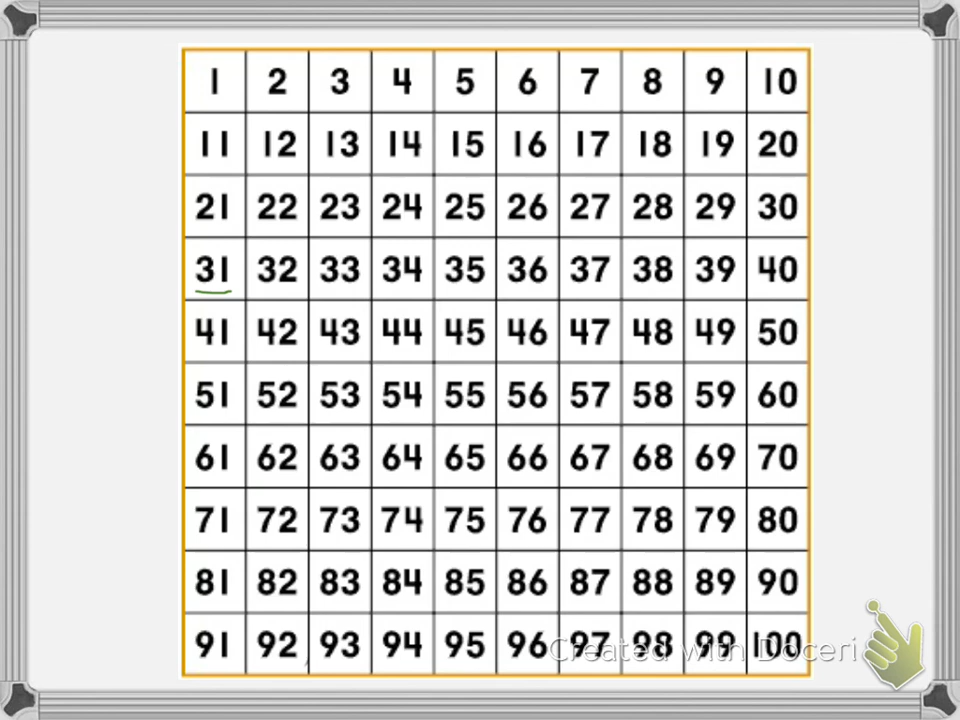 1 2 3 4 5 6 7 8 9 10
11 12 13 14 15 16 17 18 19 20
21 22 23 24 25 26 27 28 29 30
31 32 33 34 35 36 37 38 39 40
41 42 43 44 45 46 47 48 49 50
51 52 53 54 55 56 57 58 59 60
61 62 63 64 65 66 67 68 69 70
71 72 73 74 75 76 77 78 79 80
81 82 83 84 85 86 87 88 89 90
91 92 93 94 95 96 97 98 99 100
Created with Doceri